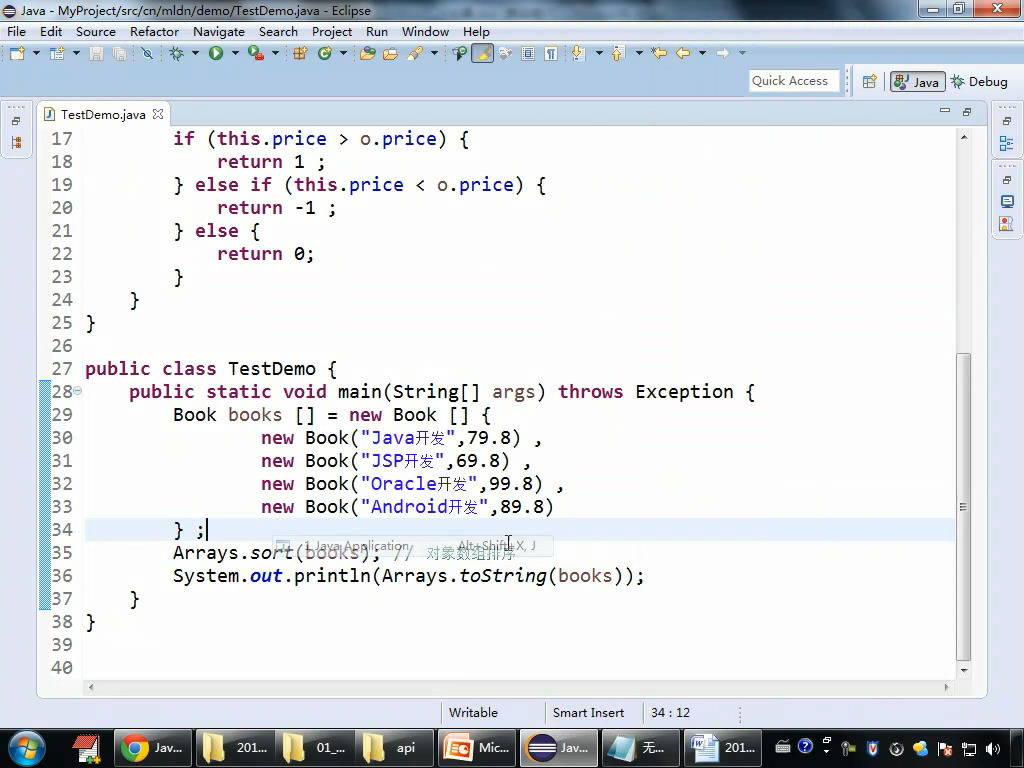 Java - MyProject/src/cn/mldn/demo/TestDemo.java - Eclipse
File Edit Source Refactor Navigate Search Project Run Window Help
Quick Access Java Debug
TestDemo.java
17 if (this.price > o.price) {
18 return 1 ;
19 } else if (this.price < o.price) {
20 return -1 ;
21 } else {
22 return 0;
23 }
24 }
25 }
26
27 public class TestDemo {
28 public static void main(String[] args) throws Exception {
29 Book books [] = new Book [] {
30 new Book("Java开发",79.8) ,
31 new Book("JSP开发",69.8) ,
32 new Book("Oracle开发",99.8) ,
33 new Book("Android开发",89.8)
34 } ;
1 Java Application Alt+Shift+X, J
35 Arrays.sort(books); // 对象数组排序
36 System.out.println(Arrays.toString(books));
37 }
38 }
39
40
Writable Smart Insert 34 : 12
Jav... 201... 01_... api Mic... Jav... 无... 201...